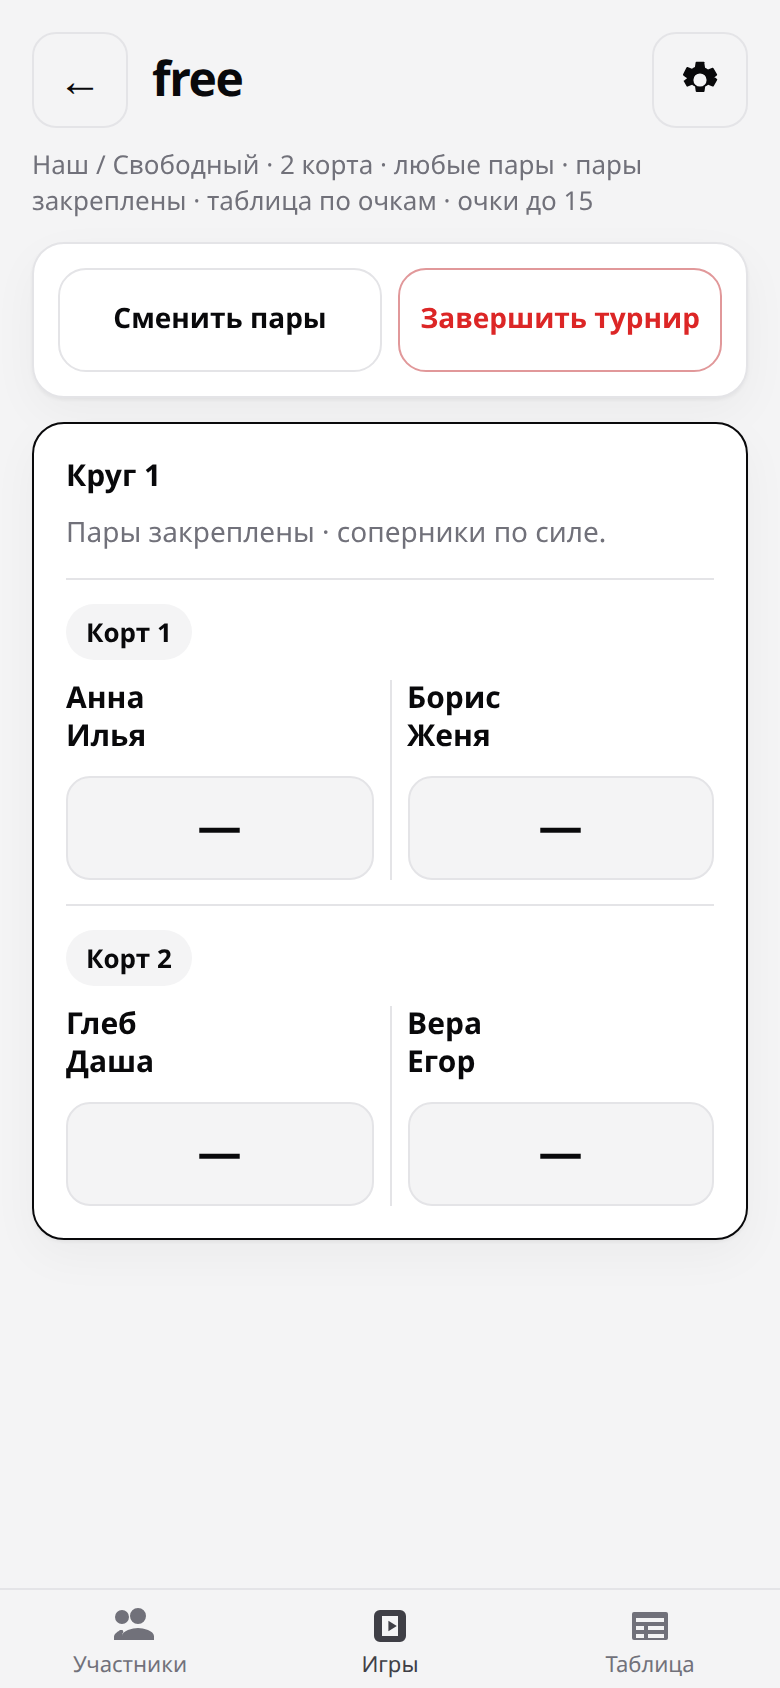 ←
free
Наш / Свободный · 2 корта · любые пары · пары
закреплены · таблица по очкам · очки до 15
Сменить пары
Завершить турнир
Круг 1
Пары закреплены · соперники по силе.
Корт 1
Анна
Илья
Борис
Женя
—
—
Корт 2
Глеб
Даша
Вера
Егор
—
—
Участники
Игры
Таблица